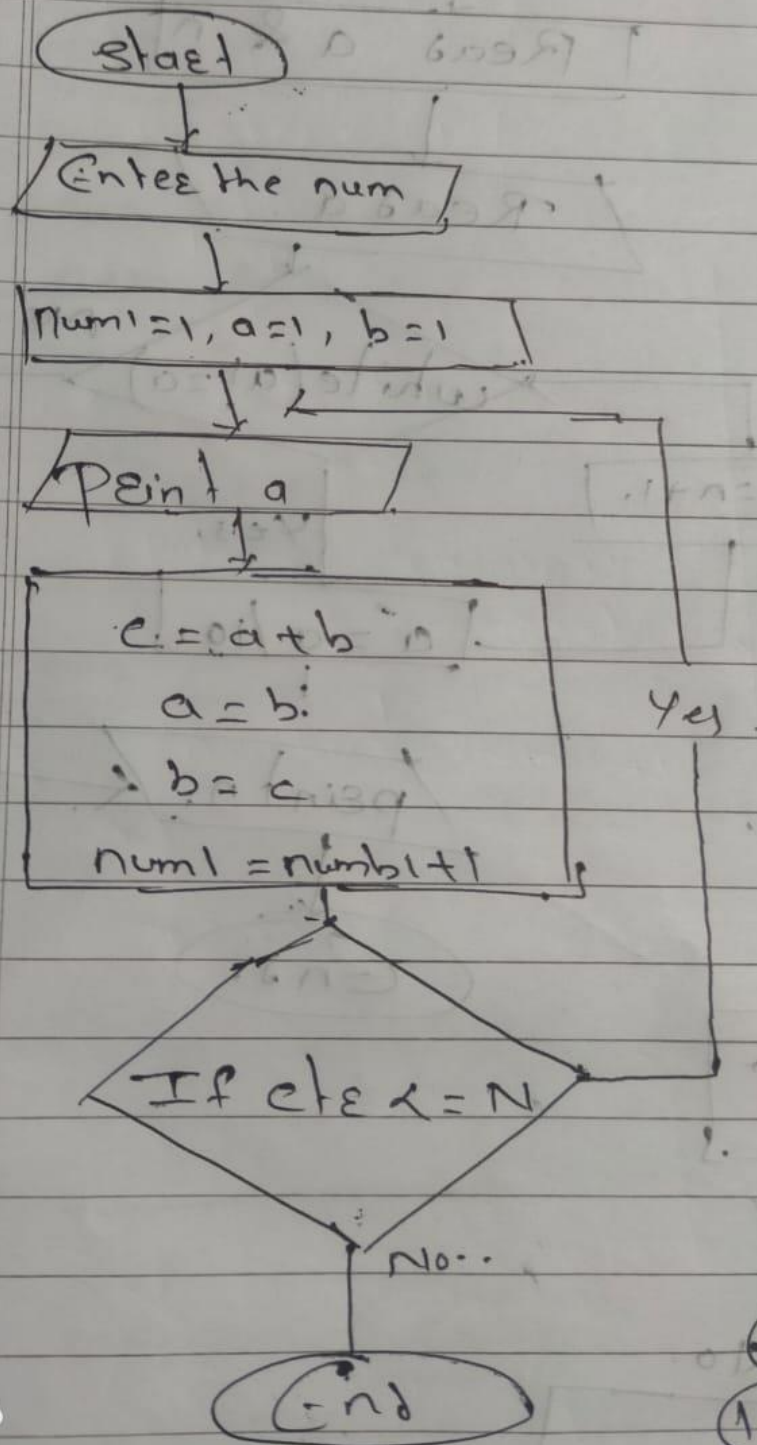 Start
Enter the num
num1=1, a=1, b=1
Print a
c = a + b
a = b
b = c
num1 = numb1+1
Yes
If ctr <= N
No..
End